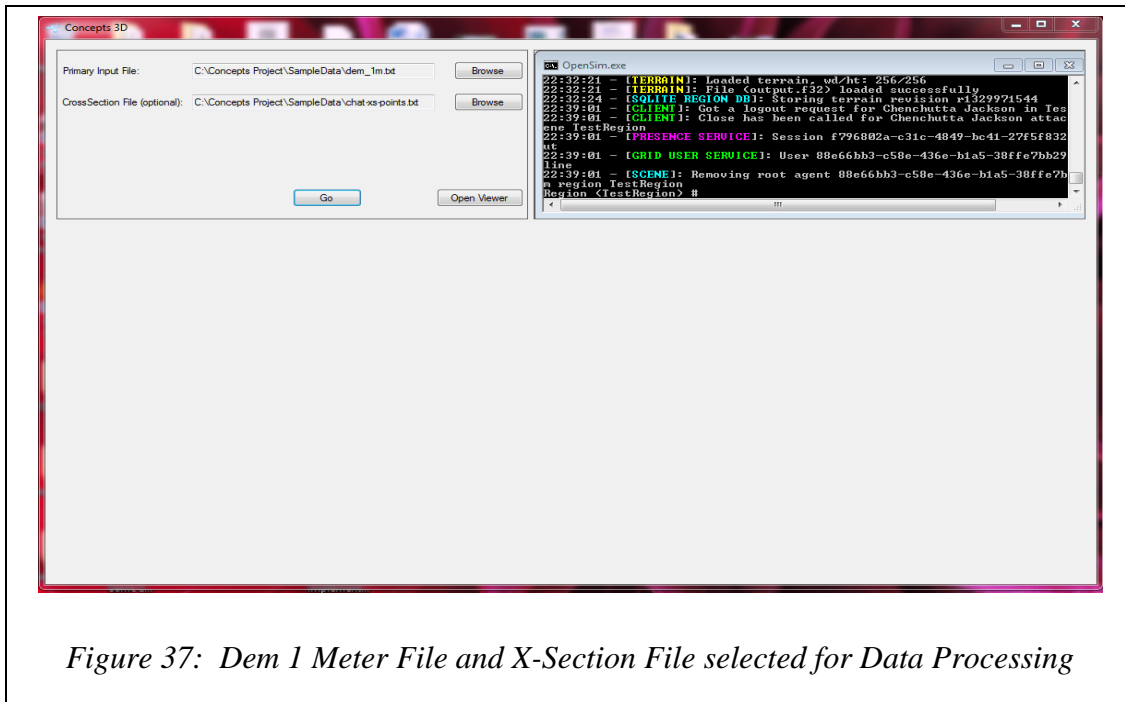 Concepts 3D
Primary Input File: C:\Concepts Project\SampleData\dem_1m.txt Browse
CrossSection File (optional): C:\Concepts Project\SampleData\chat-xs-points.txt Browse
Go Open Viewer
OpenSim.exe
22:32:21 - [TERRAIN]: Loaded terrain, wd/ht: 256/256
22:32:21 - [TERRAIN]: File (output.f32) loaded successfully
22:32:24 - [SQLITE REGION DB]: Storing terrain revision r1329971544
22:39:01 - [CLIENT]: Got a logout request for Chenchutta Jackson in Tes
22:39:01 - [CLIENT]: Close has been called for Chenchutta Jackson attac
ene TestRegion
22:39:01 - [PRESENCE SERVICE]: Session f796802a-c31c-4849-bc41-27f5f832
ut
22:39:01 - [GRID USER SERVICE]: User 88e66bb3-c58e-436e-b1a5-38ffe7bb29
line
22:39:01 - [SCENE]: Removing root agent 88e66bb3-c58e-436e-b1a5-38ffe7b
m region TestRegion
Region (TestRegion) #
Figure 37: Dem 1 Meter File and X-Section File selected for Data Processing